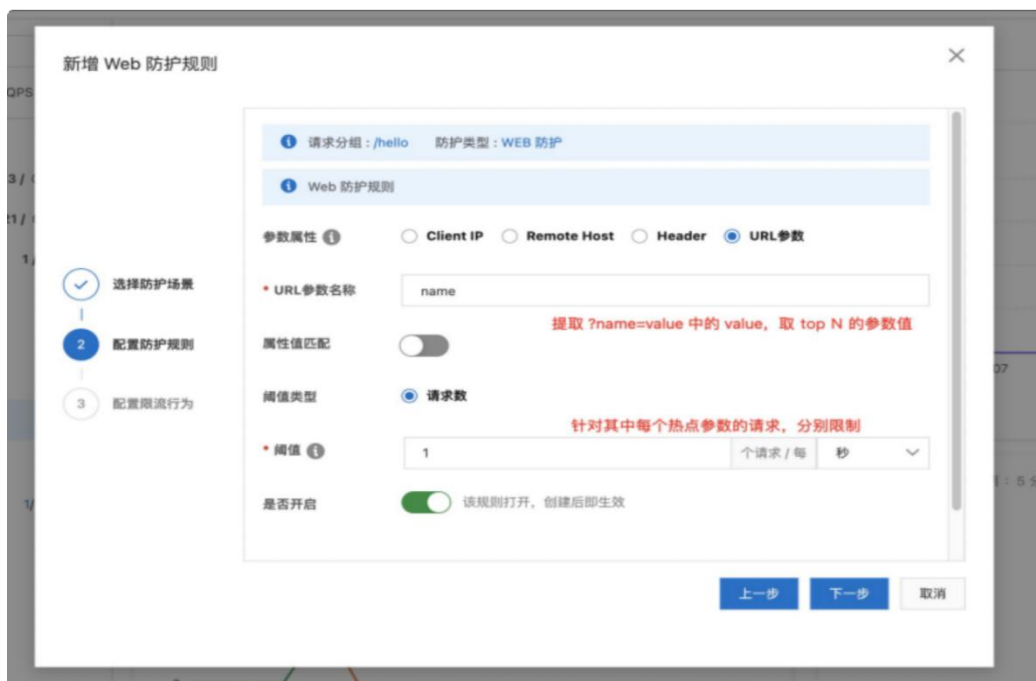 新增 Web 防护规则
QPS
请求分组 : /hello 防护类型 : WEB 防护
Web 防护规则
3 /
21 /
1 /
参数属性 Client IP Remote Host Header URL参数
选择防护场景
* URL参数名称 name
提取 ?name=value 中的 value，取 top N 的参数值
2 配置防护规则
属性值匹配
07
3 配置限流行为
阈值类型 请求数
针对其中每个热点参数的请求，分别限制
* 阈值 1 个请求 / 每 秒
: 5 分
1/
是否开启 该规则打开，创建后即生效
上一步 下一步 取消